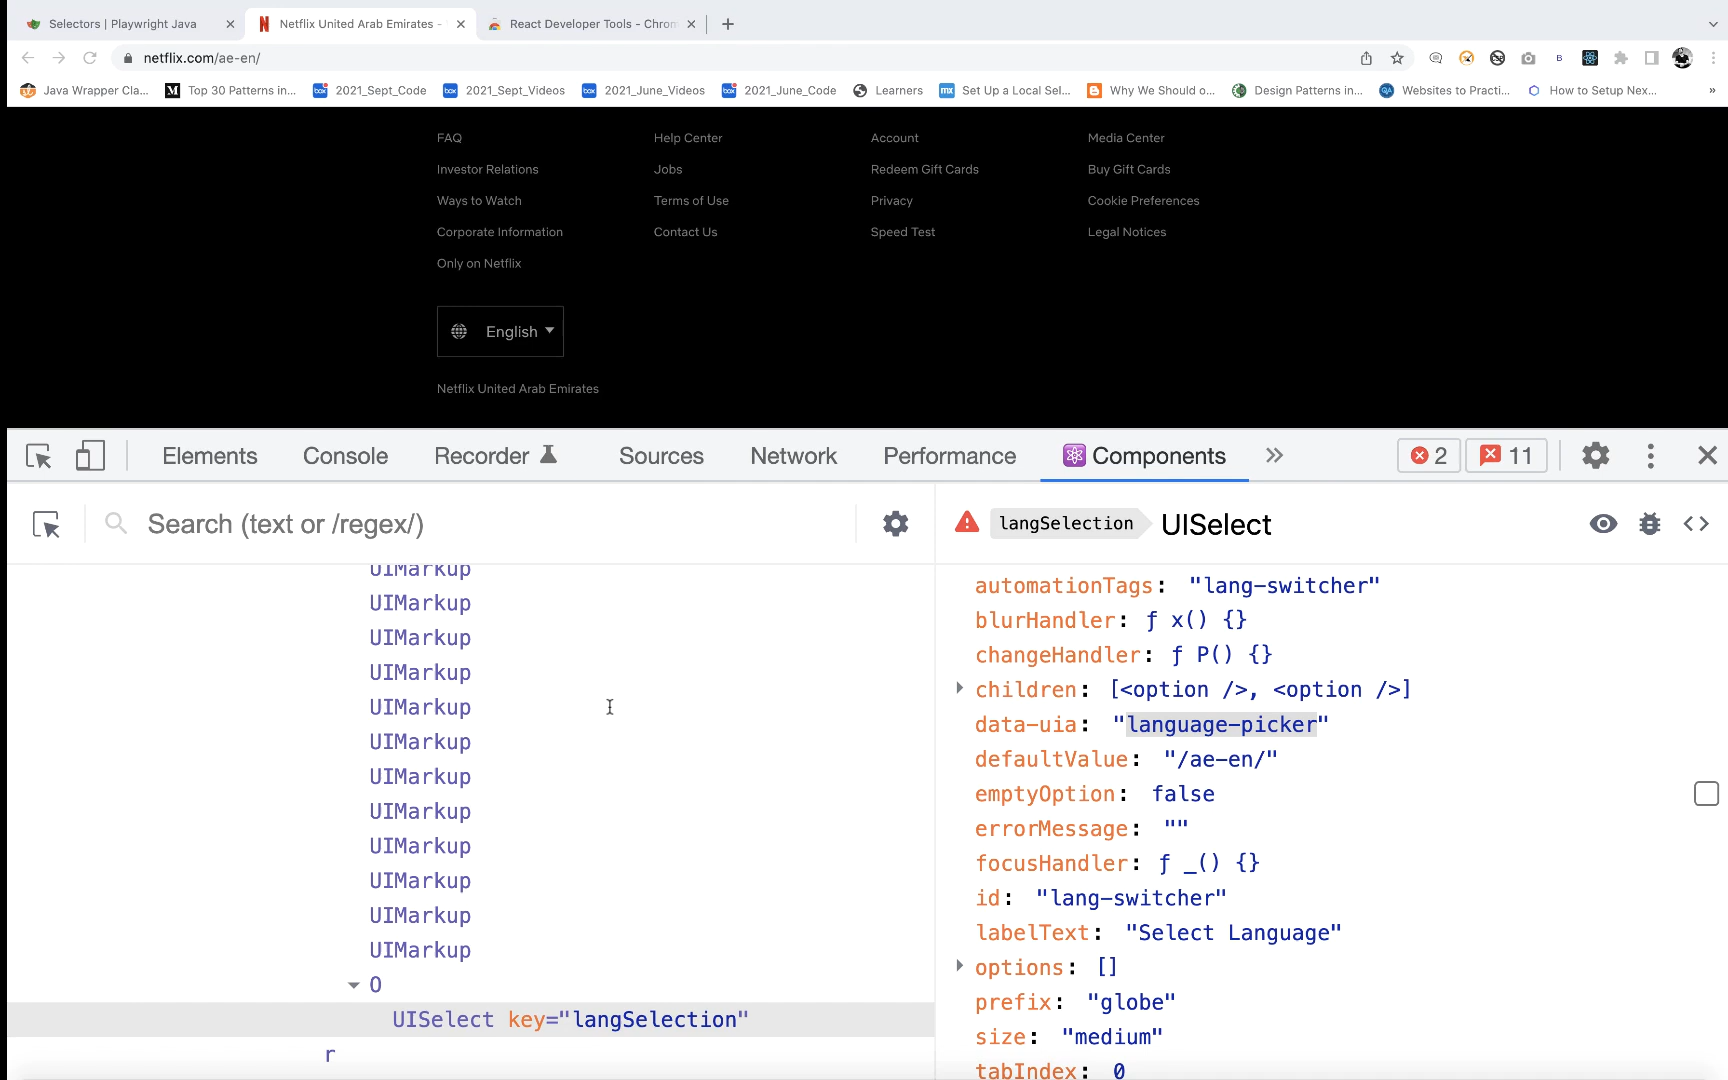 Selectors | Playwright Java
Netflix United Arab Emirates -
React Developer Tools - Chrom
netflix.com/ae-en/
Java Wrapper Cla...
Top 30 Patterns in...
2021_Sept_Code
2021_Sept_Videos
2021_June_Videos
2021_June_Code
Learners
Set Up a Local Sel...
Why We Should o...
Design Patterns in...
Websites to Practi...
How to Setup Nex...
»
FAQ Help Center Account Media Center
Investor Relations Jobs Redeem Gift Cards Buy Gift Cards
Ways to Watch Terms of Use Privacy Cookie Preferences
Corporate Information Contact Us Speed Test Legal Notices
Only on Netflix
English
Netflix United Arab Emirates
Elements Console Recorder Sources Network Performance Components » 2 11
Search (text or /regex/)
langSelection UISelect
UIMarkup
UIMarkup
UIMarkup
UIMarkup
UIMarkup
UIMarkup
UIMarkup
UIMarkup
UIMarkup
UIMarkup
UIMarkup
UIMarkup
O
UISelect key="langSelection"
r
automationTags: "lang-switcher"
blurHandler: ƒ x() {}
changeHandler: ƒ P() {}
children: [<option />, <option />]
data-uia: "language-picker"
defaultValue: "/ae-en/"
emptyOption: false
errorMessage: ""
focusHandler: ƒ _() {}
id: "lang-switcher"
labelText: "Select Language"
options: []
prefix: "globe"
size: "medium"
tabIndex: 0